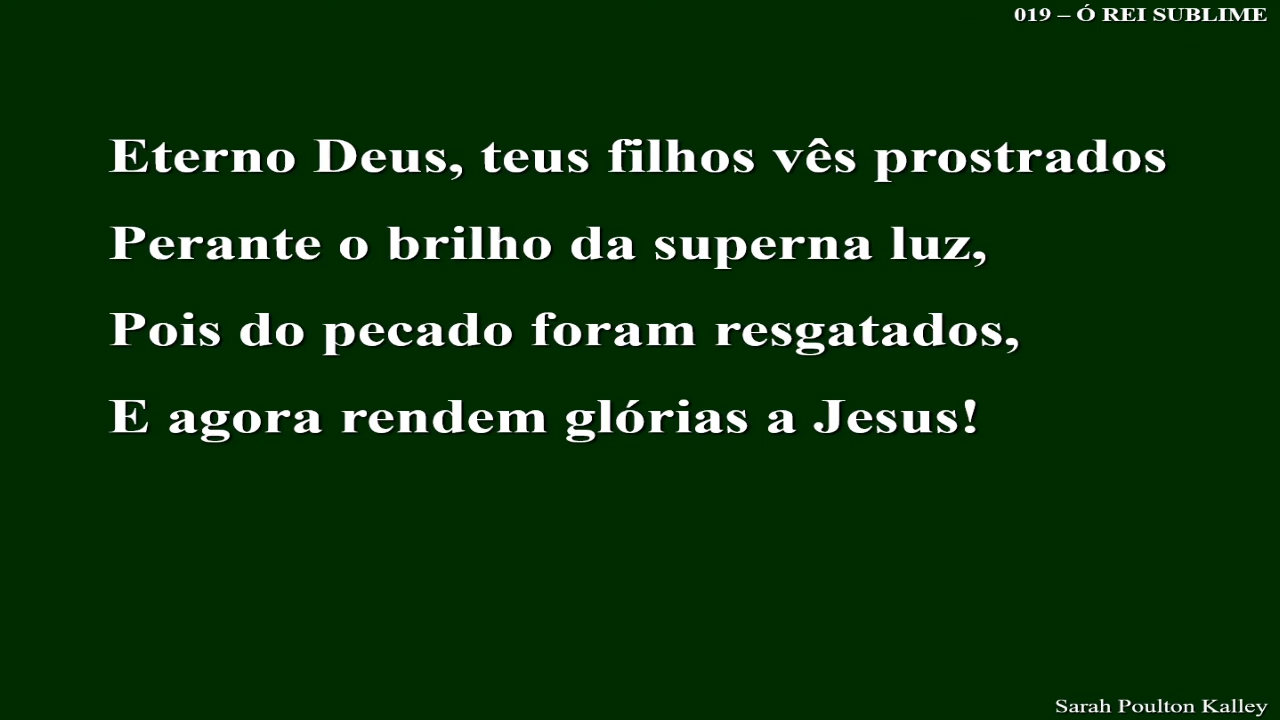 019 – Ó REI SUBLIME
Eterno Deus, teus filhos vês prostrados
Perante o brilho da superna luz,
Pois do pecado foram resgatados,
E agora rendem glórias a Jesus!
Sarah Poulton Kalley